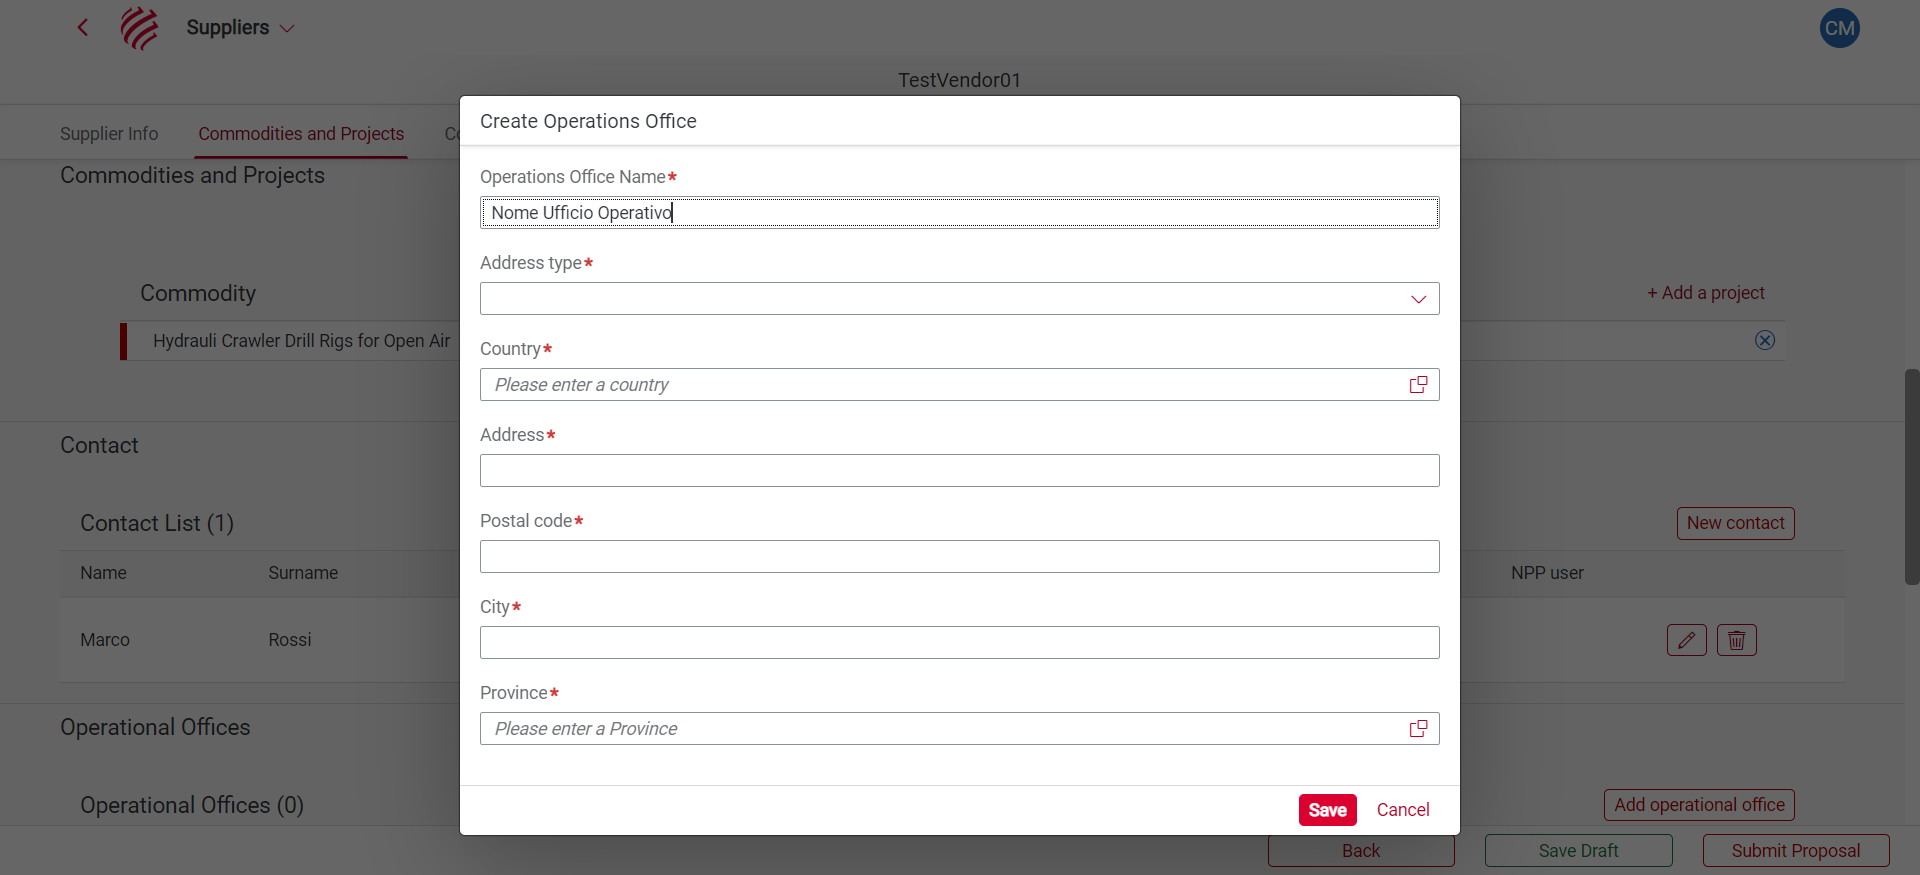 Suppliers
CM
TestVendor01
Supplier Info
Commodities and Projects
Commodities and Projects
Commodity
+ Add a project
Hydrauli Crawler Drill Rigs for Open Air
Contact
Contact List (1)
New contact
Name
Surname
NPP user
Marco
Rossi
Operational Offices
Operational Offices (0)
Add operational office
Back
Save Draft
Submit Proposal
Create Operations Office
Operations Office Name*
Nome Ufficio Operativo
Address type*
Country*
Please enter a country
Address*
Postal code*
City*
Province*
Please enter a Province
Save
Cancel